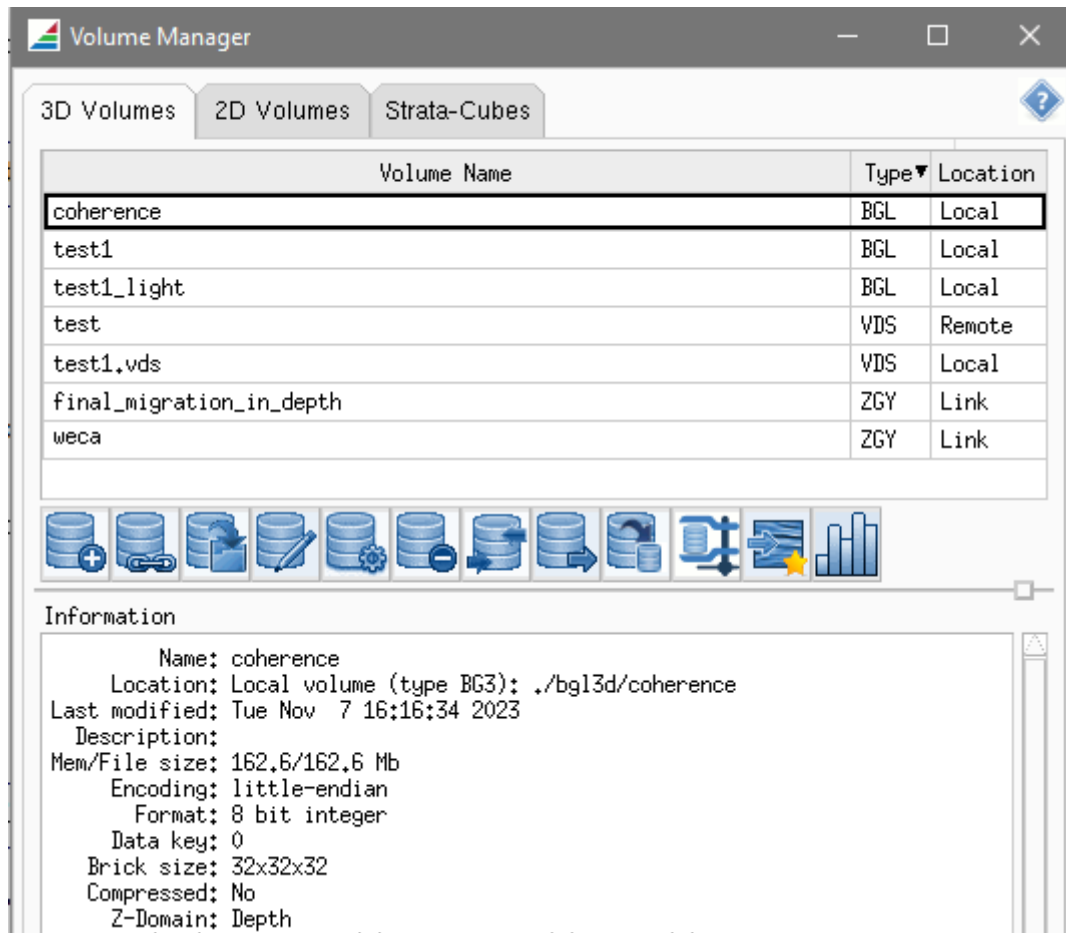 Volume Manager
3D Volumes 2D Volumes Strata-Cubes
Volume Name Type Location
coherence BGL Local
test1 BGL Local
test1_light BGL Local
test VDS Remote
test1.vds VDS Local
final_migration_in_depth ZGY Link
weca ZGY Link
Information
Name: coherence
Location: Local volume (type BG3): ./bgl3d/coherence
Last modified: Tue Nov 7 16:16:34 2023
Description:
Mem/File size: 162.6/162.6 Mb
Encoding: little-endian
Format: 8 bit integer
Data key: 0
Brick size: 32x32x32
Compressed: No
Z-Domain: Depth